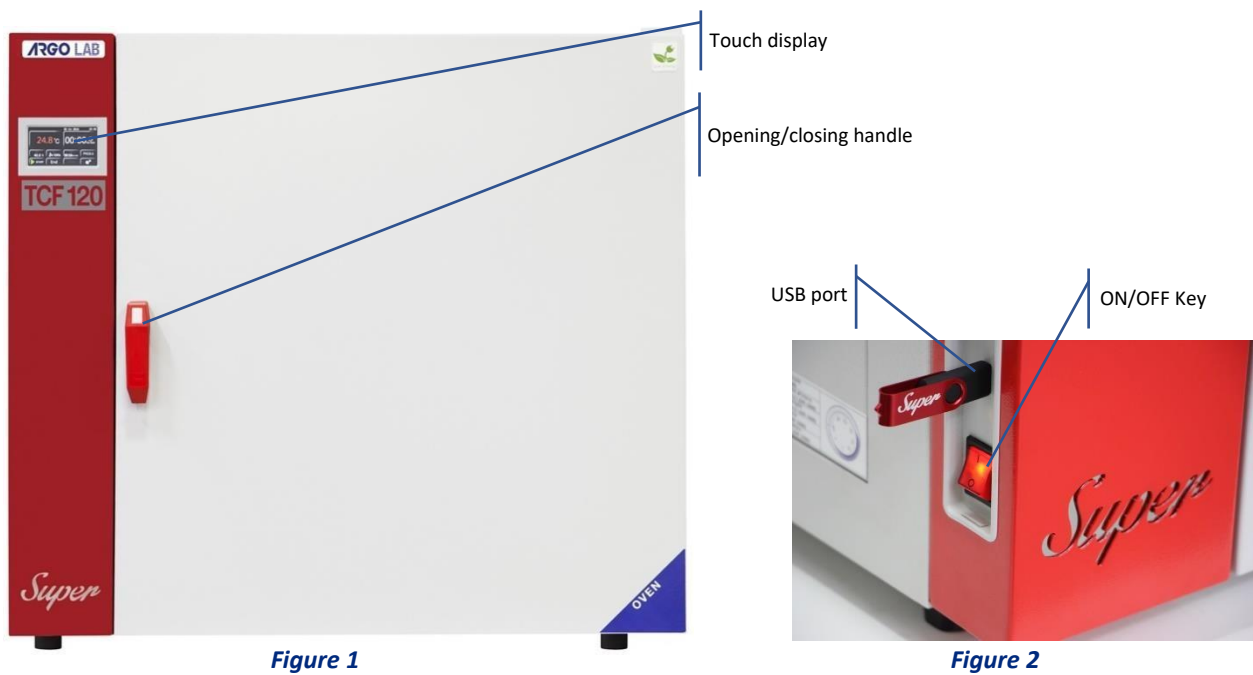 ARGO LAB
24.8°C
TCF 120
Super
OVEN
Touch display
Opening/closing handle
USB port
ON/OFF Key
Super
Super
Figure 1
Figure 2